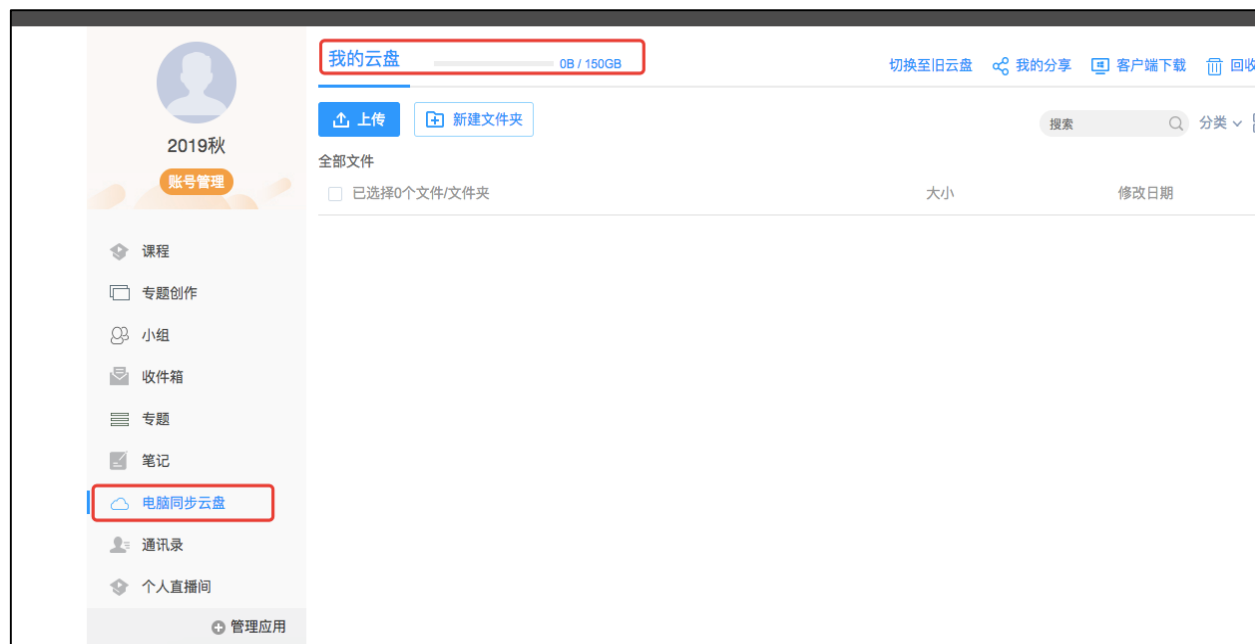 2019秋
账号管理
课程
专题创作
小组
收件箱
专题
笔记
电脑同步云盘
通讯录
个人直播间
管理应用
我的云盘 0B / 150GB
切换至旧云盘 我的分享 客户端下载 回收
上传 新建文件夹
搜索 分类
全部文件
已选择0个文件/文件夹 大小 修改日期